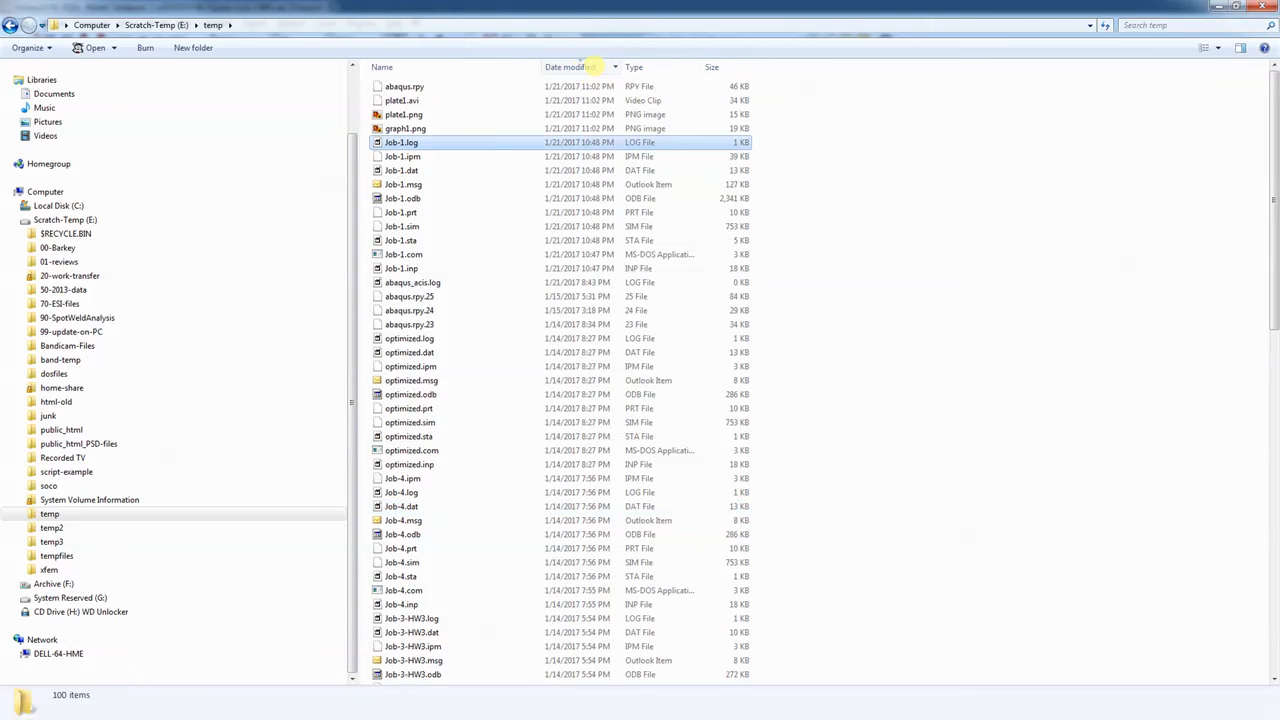 Computer Scratch-Temp (E:) temp Search temp
Organize Open Burn New folder
Libraries
Documents
Music
Pictures
Videos
Homegroup
Computer
Local Disk (C:)
Scratch-Temp (E:)
$RECYCLE.BIN
00-Barkey
01-reviews
20-work-transfer
50-2013-data
70-ESI-files
90-SpotWeldAnalysis
99-update-on-PC
Bandicam-Files
band-temp
dosfiles
home-share
html-old
junk
public_html
public_html_PSD-files
Recorded TV
script-example
soco
System Volume Information
temp
temp2
temp3
tempfiles
xfem
Archive (F:)
System Reserved (G:)
CD Drive (H:) WD Unlocker
Network
DELL-64-HME
Name Date modified Type Size
abaqus.rpy 1/21/2017 11:02 PM RPY File 46 KB
plate1.avi 1/21/2017 11:02 PM Video Clip 34 KB
plate1.png 1/21/2017 11:02 PM PNG image 15 KB
graph1.png 1/21/2017 11:02 PM PNG image 19 KB
Job-1.log 1/21/2017 10:48 PM LOG File 1 KB
Job-1.ipm 1/21/2017 10:48 PM IPM File 39 KB
Job-1.dat 1/21/2017 10:48 PM DAT File 13 KB
Job-1.msg 1/21/2017 10:48 PM Outlook Item 127 KB
Job-1.odb 1/21/2017 10:48 PM ODB File 2,341 KB
Job-1.prt 1/21/2017 10:48 PM PRT File 10 KB
Job-1.sim 1/21/2017 10:48 PM SIM File 753 KB
Job-1.sta 1/21/2017 10:48 PM STA File 5 KB
Job-1.com 1/21/2017 10:48 PM MS-DOS Applicati... 3 KB
Job-1.inp 1/21/2017 10:47 PM INP File 18 KB
abaqus_acis.log 1/21/2017 8:43 PM LOG File 0 KB
abaqus.rpy.25 1/15/2017 5:31 PM 25 File 84 KB
abaqus.rpy.24 1/15/2017 3:18 PM 24 File 29 KB
abaqus.rpy.23 1/14/2017 8:34 PM 23 File 34 KB
optimized.log 1/14/2017 8:27 PM LOG File 1 KB
optimized.dat 1/14/2017 8:27 PM DAT File 13 KB
optimized.ipm 1/14/2017 8:27 PM IPM File 3 KB
optimized.msg 1/14/2017 8:27 PM Outlook Item 8 KB
optimized.odb 1/14/2017 8:27 PM ODB File 286 KB
optimized.prt 1/14/2017 8:27 PM PRT File 10 KB
optimized.sim 1/14/2017 8:27 PM SIM File 753 KB
optimized.sta 1/14/2017 8:27 PM STA File 1 KB
optimized.com 1/14/2017 8:27 PM MS-DOS Applicati... 3 KB
optimized.inp 1/14/2017 8:27 PM INP File 18 KB
Job-4.ipm 1/14/2017 7:56 PM IPM File 3 KB
Job-4.log 1/14/2017 7:56 PM LOG File 1 KB
Job-4.dat 1/14/2017 7:56 PM DAT File 13 KB
Job-4.msg 1/14/2017 7:56 PM Outlook Item 8 KB
Job-4.odb 1/14/2017 7:56 PM ODB File 286 KB
Job-4.prt 1/14/2017 7:56 PM PRT File 10 KB
Job-4.sim 1/14/2017 7:56 PM SIM File 753 KB
Job-4.sta 1/14/2017 7:56 PM STA File 1 KB
Job-4.com 1/14/2017 7:55 PM MS-DOS Applicati... 3 KB
Job-4.inp 1/14/2017 7:55 PM INP File 18 KB
Job-3-HW3.log 1/14/2017 5:54 PM LOG File 1 KB
Job-3-HW3.dat 1/14/2017 5:54 PM DAT File 10 KB
Job-3-HW3.ipm 1/14/2017 5:54 PM IPM File 3 KB
Job-3-HW3.msg 1/14/2017 5:54 PM Outlook Item 8 KB
Job-3-HW3.odb 1/14/2017 5:54 PM ODB File 272 KB
100 items